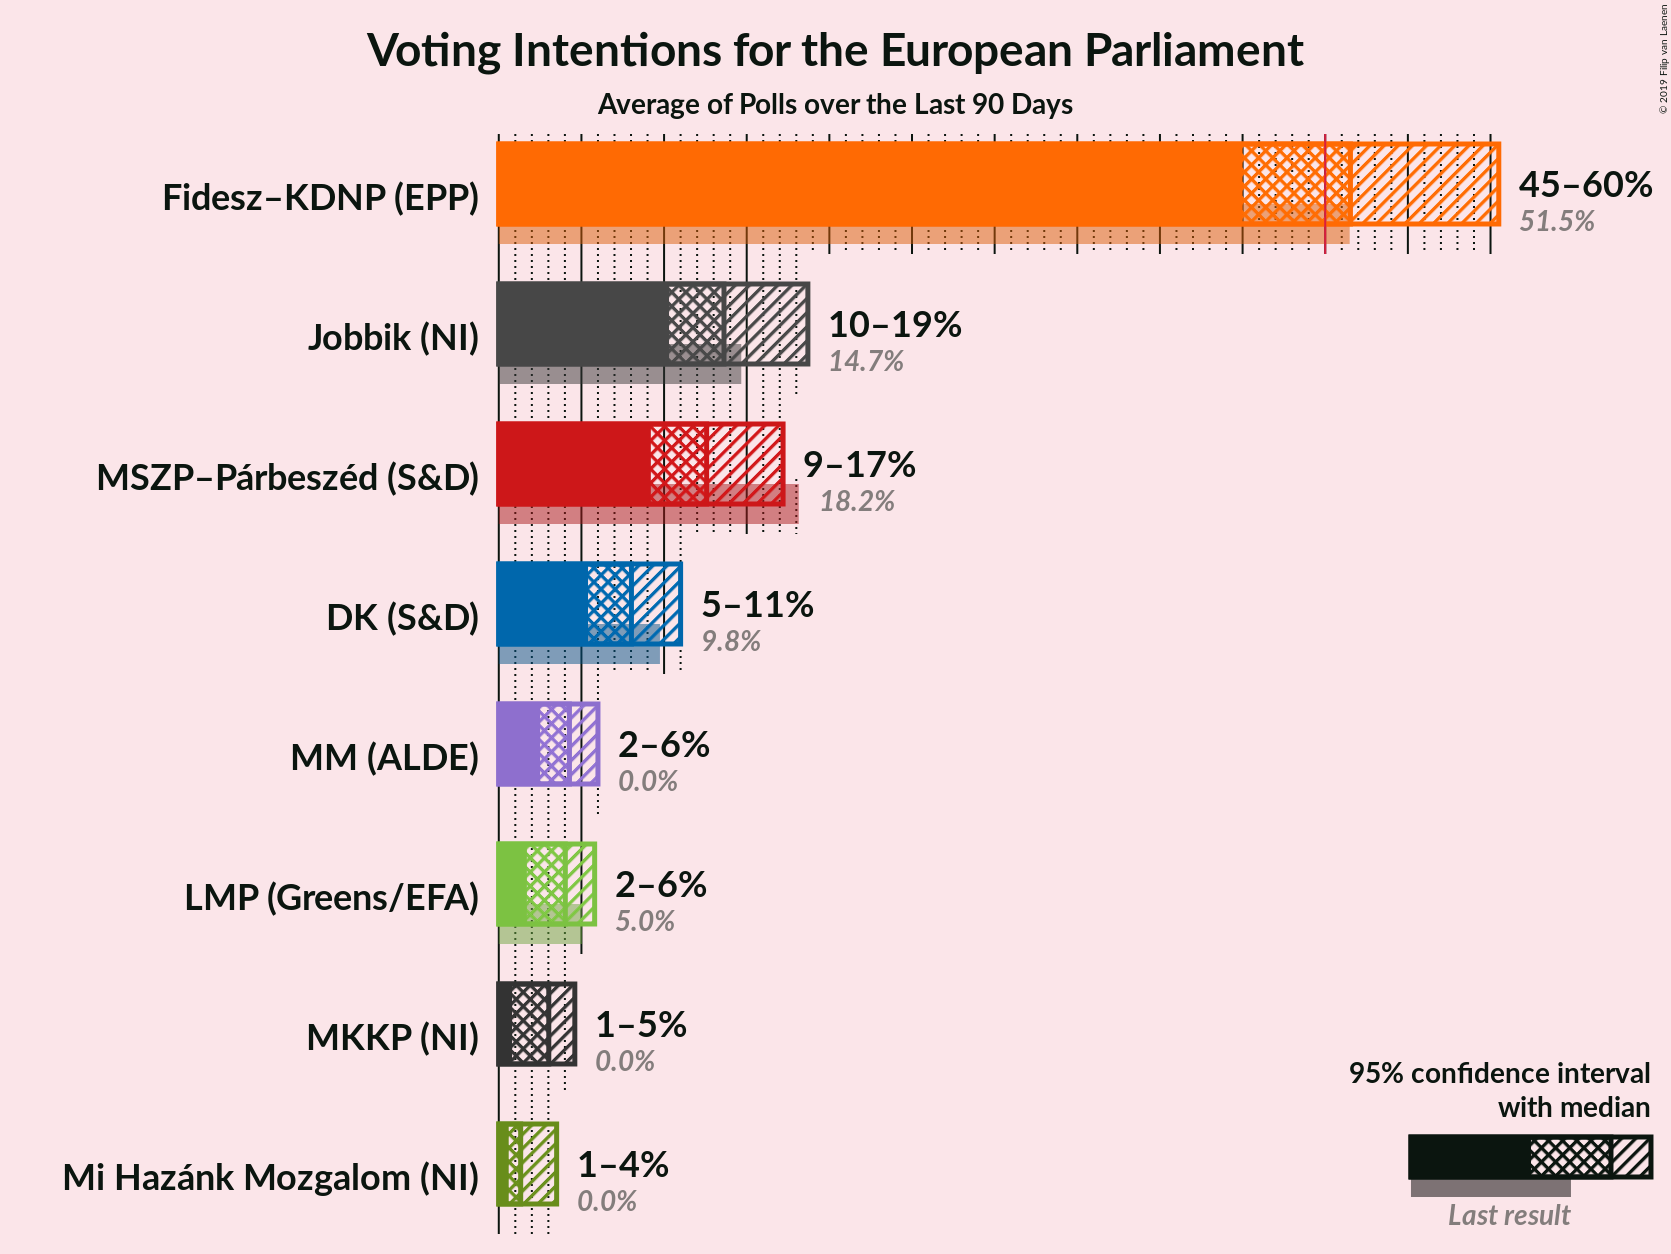 Voting Intentions for the European Parliament
Average of Polls over the Last 90 Days
© 2019 Filip van Laenen
Fidesz–KDNP (EPP)
45–60%
51.5%
Jobbik (NI)
10–19%
14.7%
MSZP–Párbeszéd (S&D)
9–17%
18.2%
DK (S&D)
5–11%
9.8%
MM (ALDE)
2–6%
0.0%
LMP (Greens/EFA)
2–6%
5.0%
MKKP (NI)
1–5%
0.0%
Mi Hazánk Mozgalom (NI)
1–4%
0.0%
95% confidence interval
with median
Last result